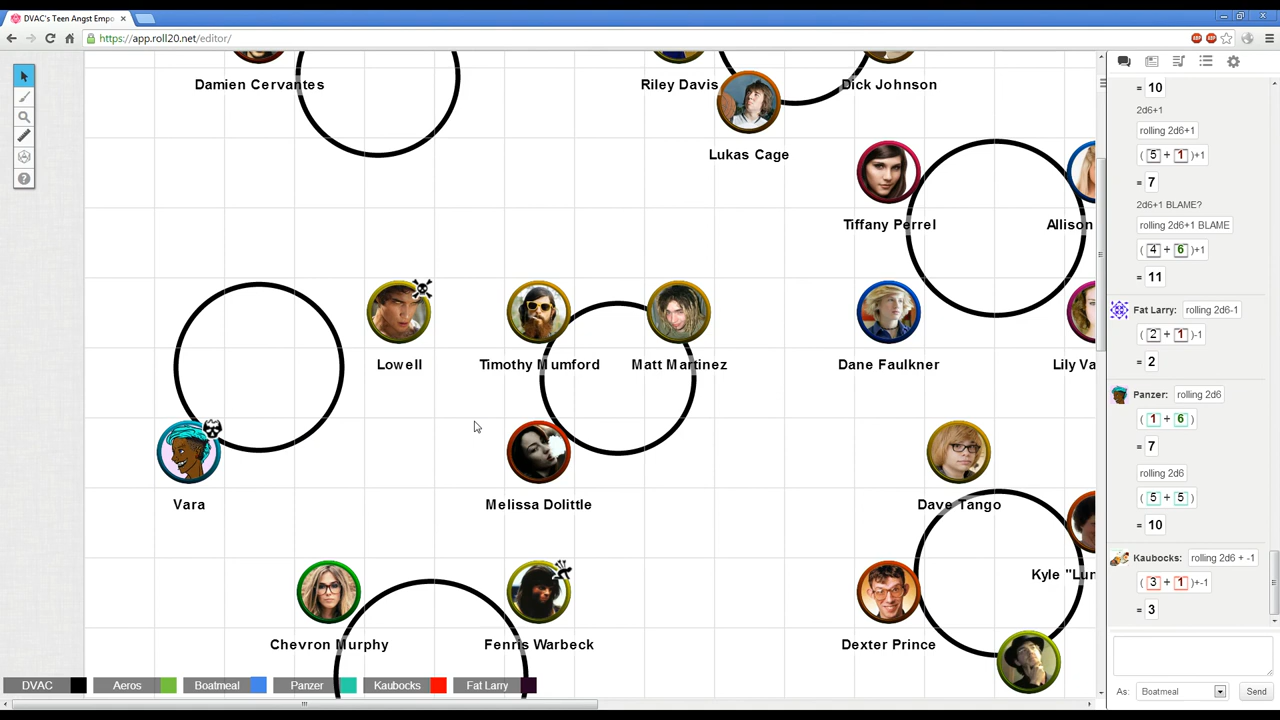 DVAC's Teen Angst Empo
https://app.roll20.net/editor/
Damien Cervantes
Riley Davis
Dick Johnson
Lukas Cage
Tiffany Perrel
Allison
Lowell
Timothy Mumford
Matt Martinez
Dane Faulkner
Lily Va
Vara
Melissa Dolittle
Dave Tango
Kyle "Lun
Chevron Murphy
Fenris Warbeck
Dexter Prince
DVAC
Aeros
Boatmeal
Panzer
Kaubocks
Fat Larry
= 10
2d6+1
rolling 2d6+1
( 5 + 1 )+1
= 7
2d6+1 BLAME?
rolling 2d6+1 BLAME
( 4 + 6 )+1
= 11
Fat Larry: rolling 2d6-1
( 2 + 1 )-1
= 2
Panzer: rolling 2d6
( 1 + 6 )
= 7
rolling 2d6
( 5 + 5 )
= 10
Kaubocks: rolling 2d6 + -1
( 3 + 1 )+-1
= 3
As: Boatmeal Send